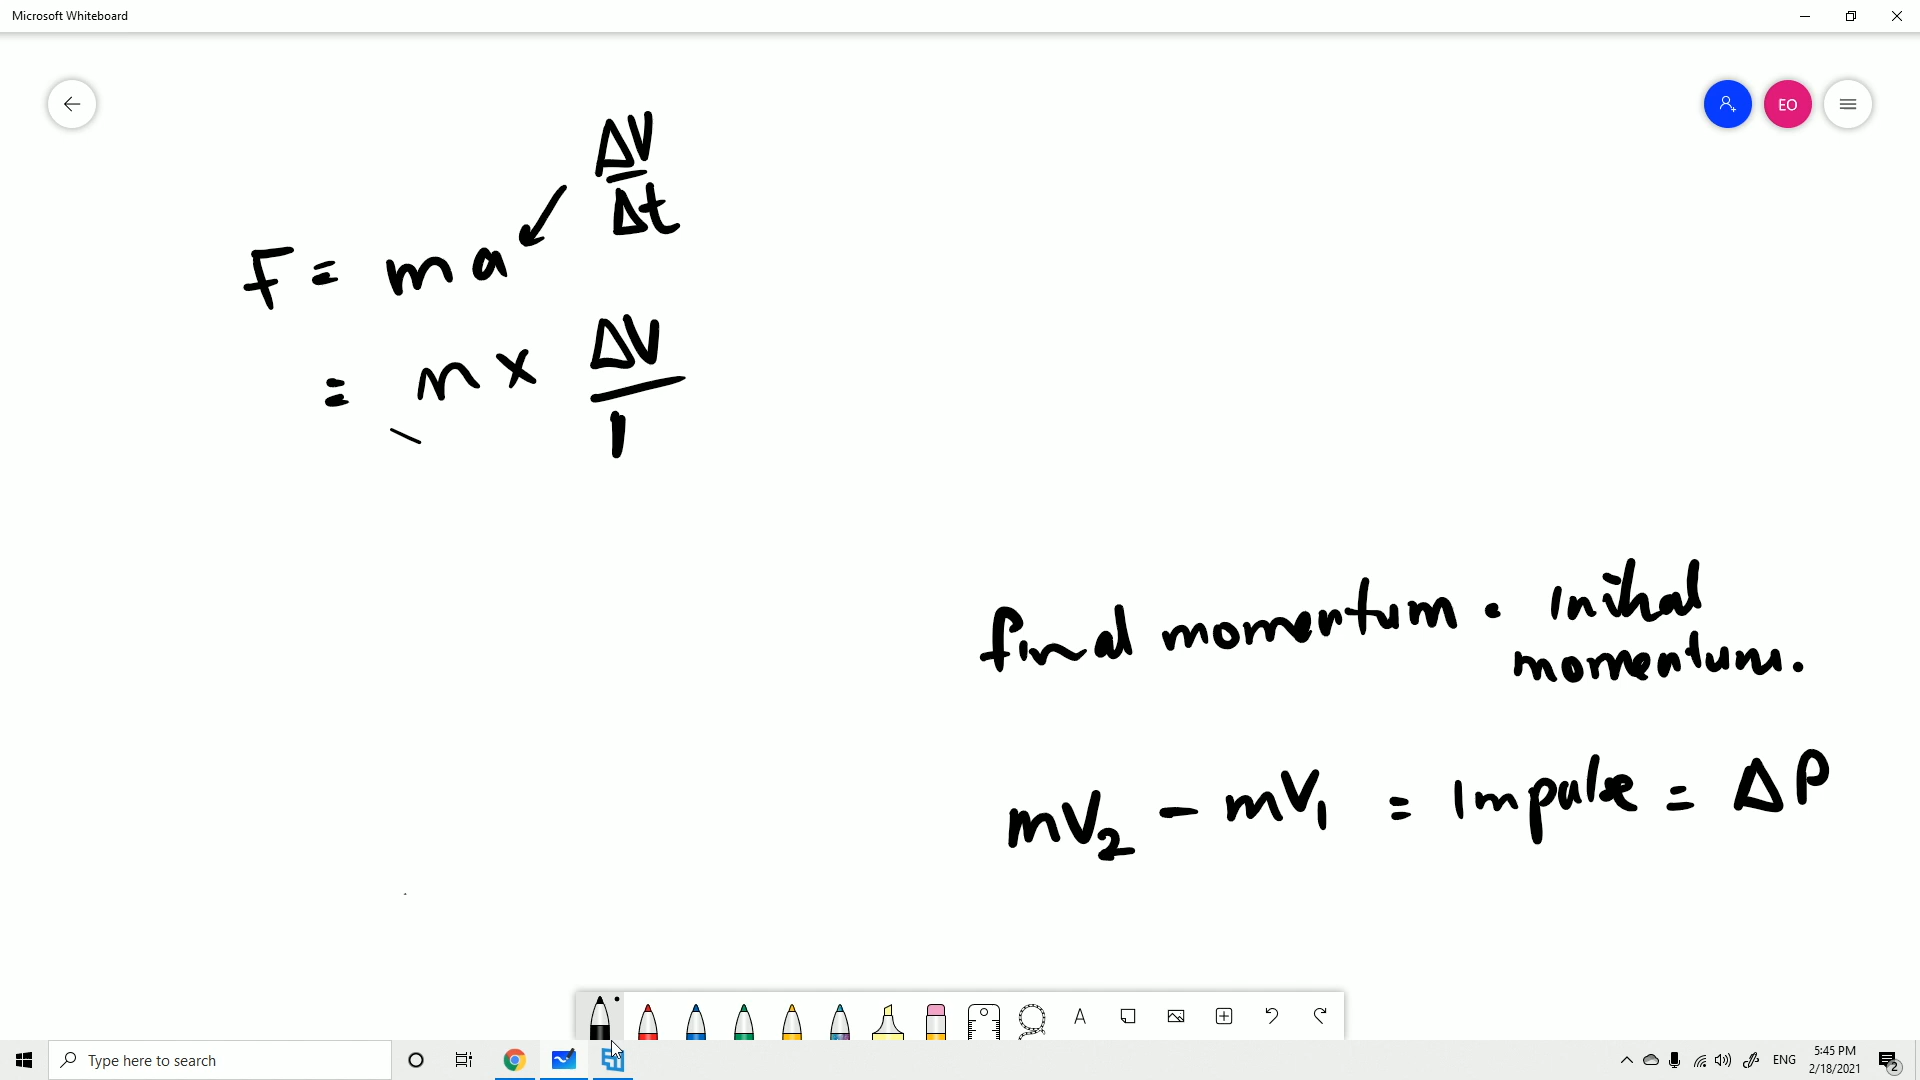 Microsoft Whiteboard
EO
ΔV
Δt
F = ma
= m x ΔV
1
final momentum - initial
momentum.
mV₂ - mV₁ = Impulse = ΔP
A
Type here to search
ENG
5:45 PM
2/18/2021
2